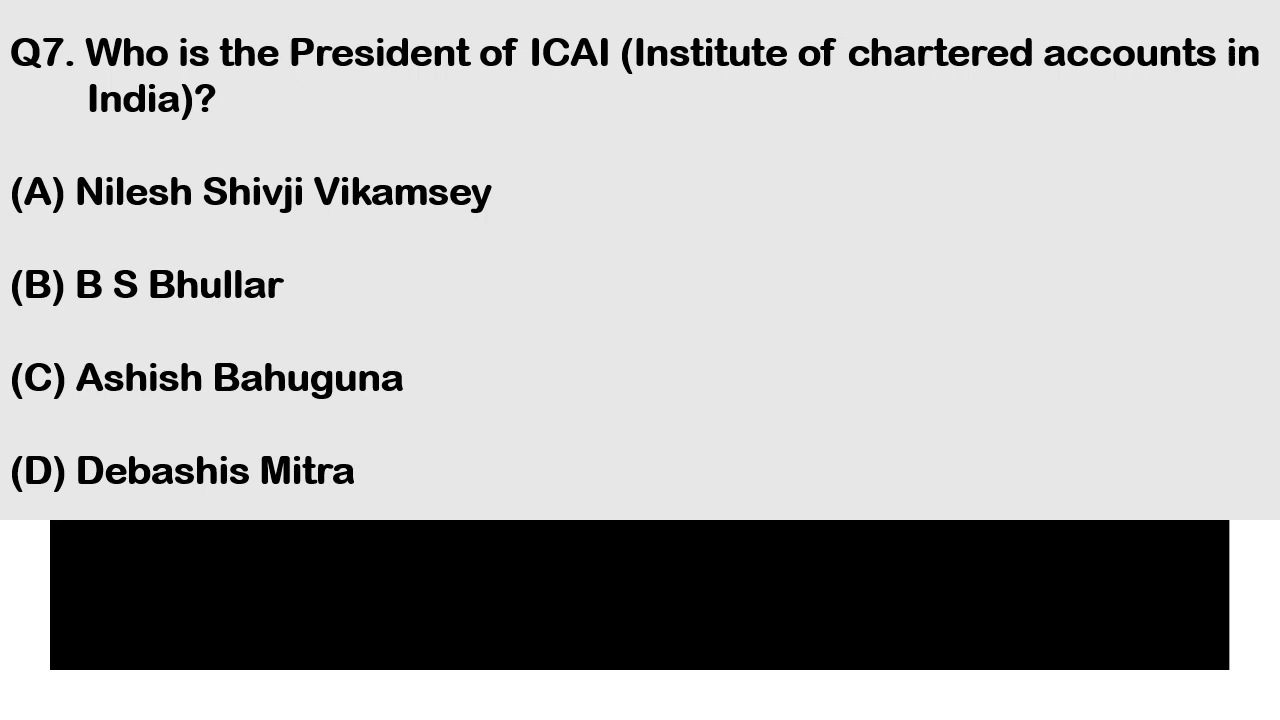 Q7. Who is the President of ICAI (Institute of chartered accounts in
India)?
(A) Nilesh Shivji Vikamsey
(B) B S Bhullar
(C) Ashish Bahuguna
(D) Debashis Mitra